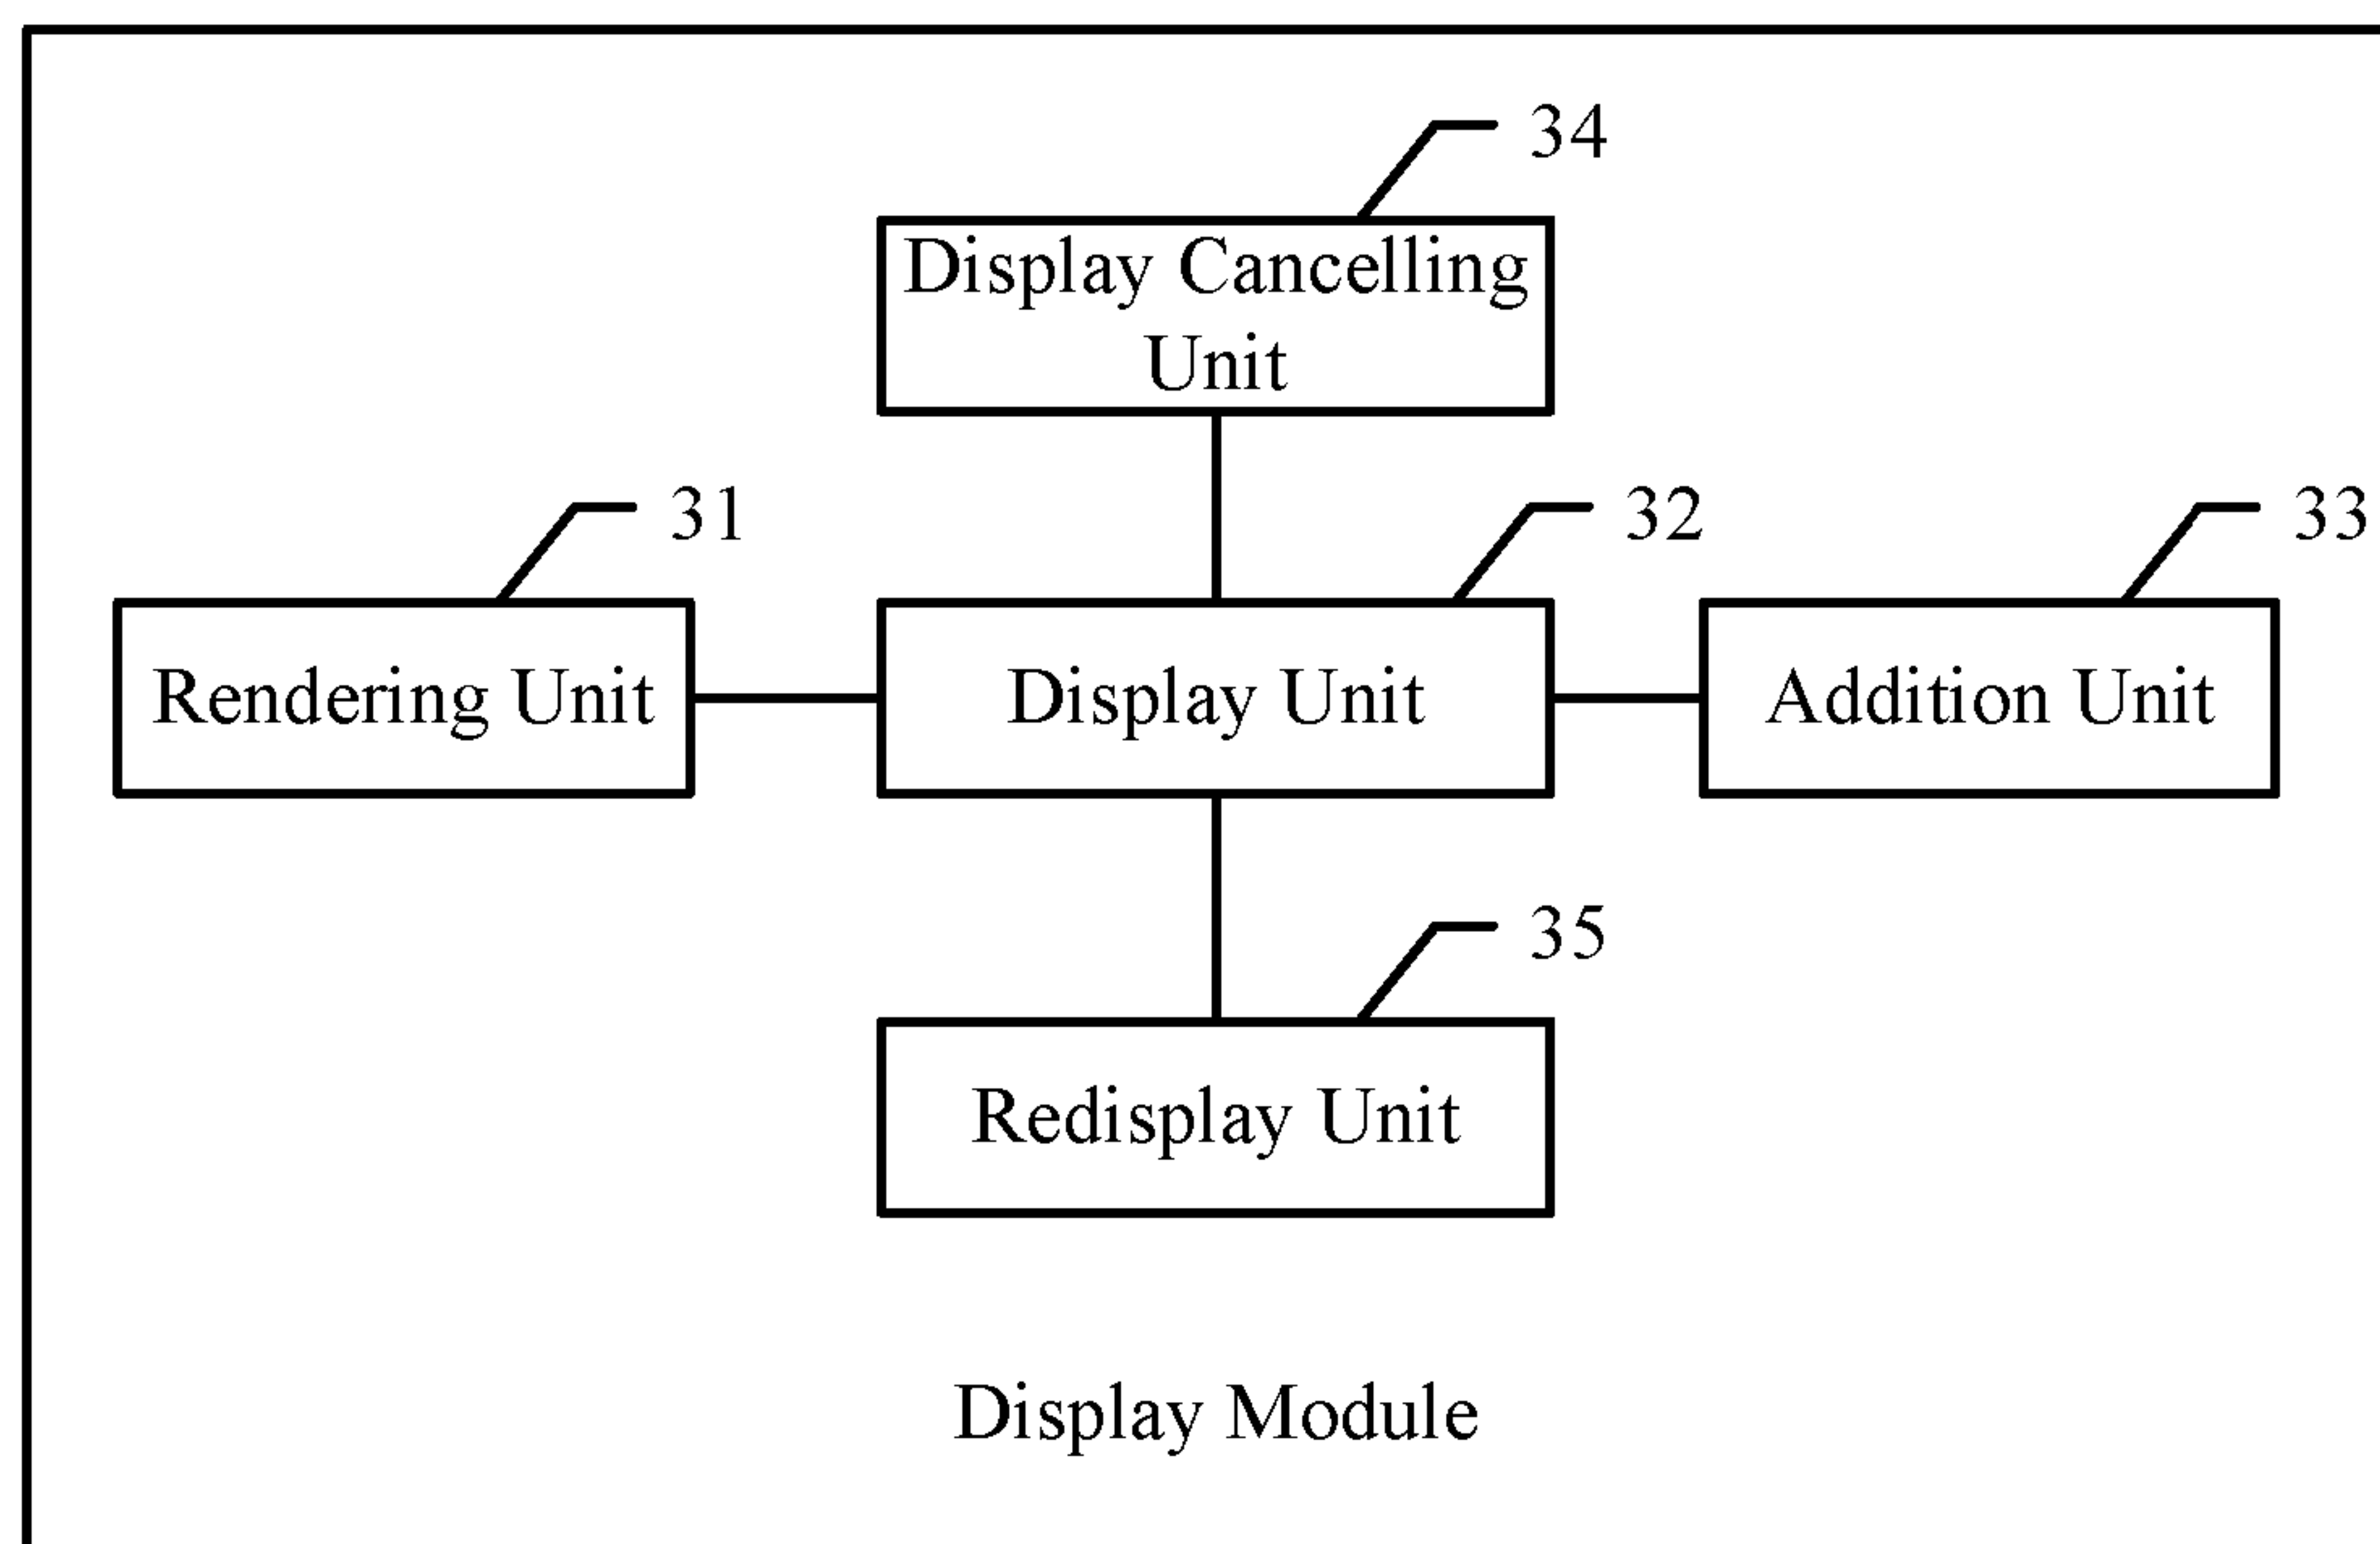 34
Display Cancelling
Unit
31
32
33
Rendering Unit
Display Unit
Addition Unit
35
Redisplay Unit
Display Module